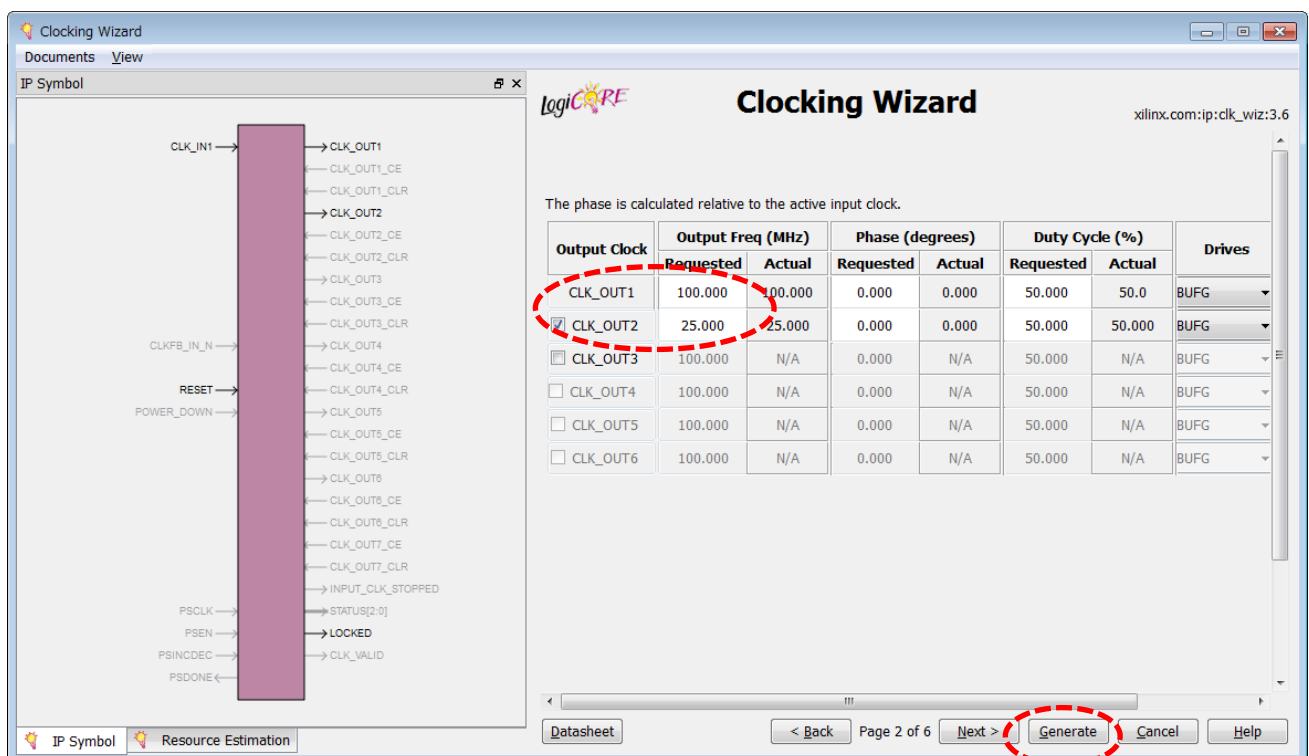 Clocking Wizard
Documents View
IP Symbol
CLK_IN1
CLKFB_IN_N
RESET
POWER_DOWN
PSCLK
PSEN
PSINCDEC
PSDONE
CLK_OUT1
CLK_OUT1_CE
CLK_OUT1_CLR
CLK_OUT2
CLK_OUT2_CE
CLK_OUT2_CLR
CLK_OUT3
CLK_OUT3_CE
CLK_OUT3_CLR
CLK_OUT4
CLK_OUT4_CE
CLK_OUT4_CLR
CLK_OUT5
CLK_OUT5_CE
CLK_OUT5_CLR
CLK_OUT6
CLK_OUT6_CE
CLK_OUT6_CLR
CLK_OUT7_CE
CLK_OUT7_CLR
INPUT_CLK_STOPPED
STATUS[2:0]
LOCKED
CLK_VALID
IP Symbol Resource Estimation
logiCORE
Clocking Wizard
xilinx.com:ip:clk_wiz:3.6
The phase is calculated relative to the active input clock.
Output Clock Output Freq (MHz) Phase (degrees) Duty Cycle (%) Drives
Requested Actual Requested Actual Requested Actual
CLK_OUT1 100.000 100.000 0.000 0.000 50.000 50.0 BUFG
CLK_OUT2 25.000 25.000 0.000 0.000 50.000 50.000 BUFG
CLK_OUT3 100.000 N/A 0.000 N/A 50.000 N/A BUFG
CLK_OUT4 100.000 N/A 0.000 N/A 50.000 N/A BUFG
CLK_OUT5 100.000 N/A 0.000 N/A 50.000 N/A BUFG
CLK_OUT6 100.000 N/A 0.000 N/A 50.000 N/A BUFG
Datasheet < Back Page 2 of 6 Next > Generate Cancel Help